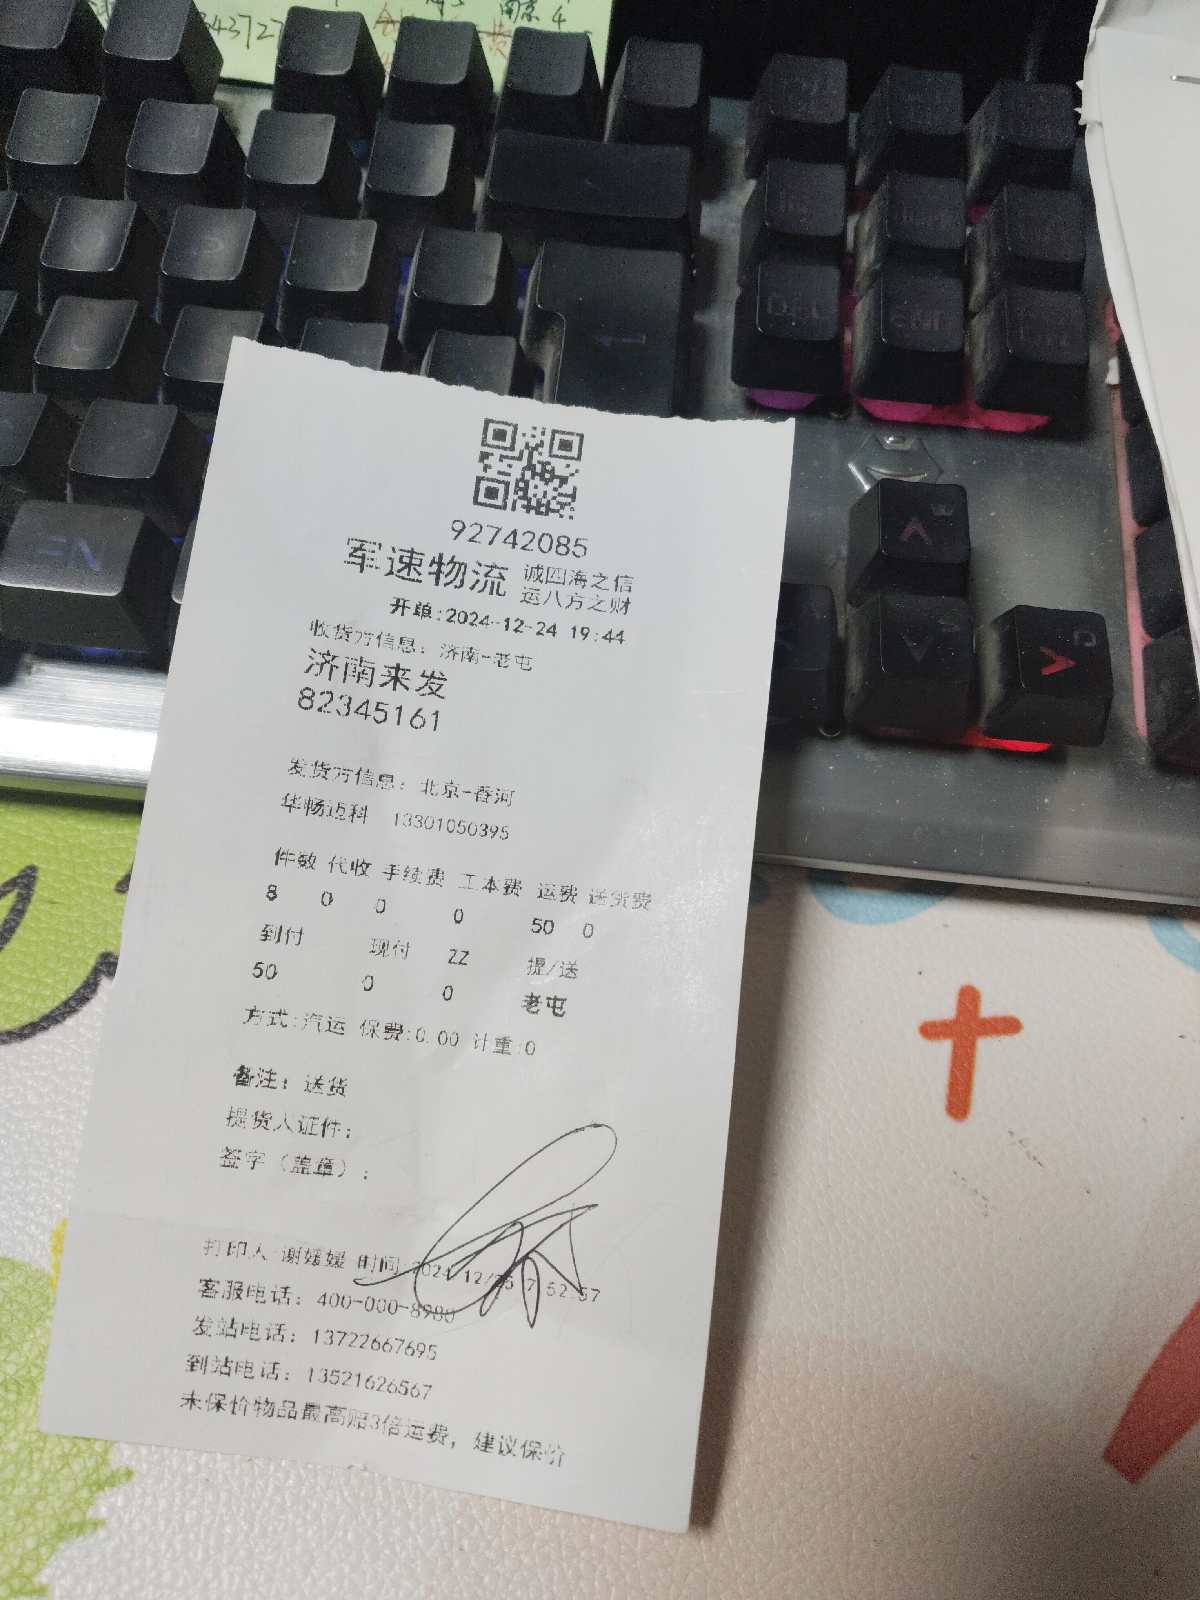 南京 4
92742085
军速物流 诚四海之信
运八方之财
开单:2024-12-24 19:44
收货方信息：济南-老屯
济南来发
82345161
发货方信息：北京-香河
华畅迈科 13301050395
件数 代收 手续费 工本费 运费 送货费
8 0 0 0 50 0
到付 现付 ZZ 提/送
50 0 0 老屯
方式:汽运 保费:0.00 计重:0
备注：送货
提货人证件：
签字（盖章）：
打印人 谢媛媛 时间 2024/12/25 7:52:57
客服电话：400-000-8980
发站电话：13722667695
到站电话：13521626567
未保价物品最高赔3倍运费，建议保价